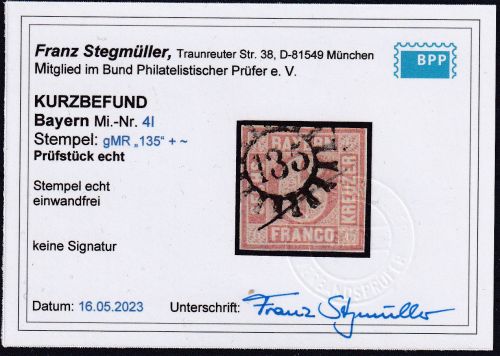 Franz Stegmüller, Traunreuter Str. 38, D-81549 München
Mitglied im Bund Philatelistischer Prüfer e. V.
BPP
KURZBEFUND
Bayern Mi.-Nr. 4I
Stempel: gMR „135“ + ~
Prüfstück echt
Stempel echt
einwandfrei
keine Signatur
BAYERN
135
KREUZER
FRANCO
Datum: 16.05.2023 Unterschrift: Franz Stegmüller